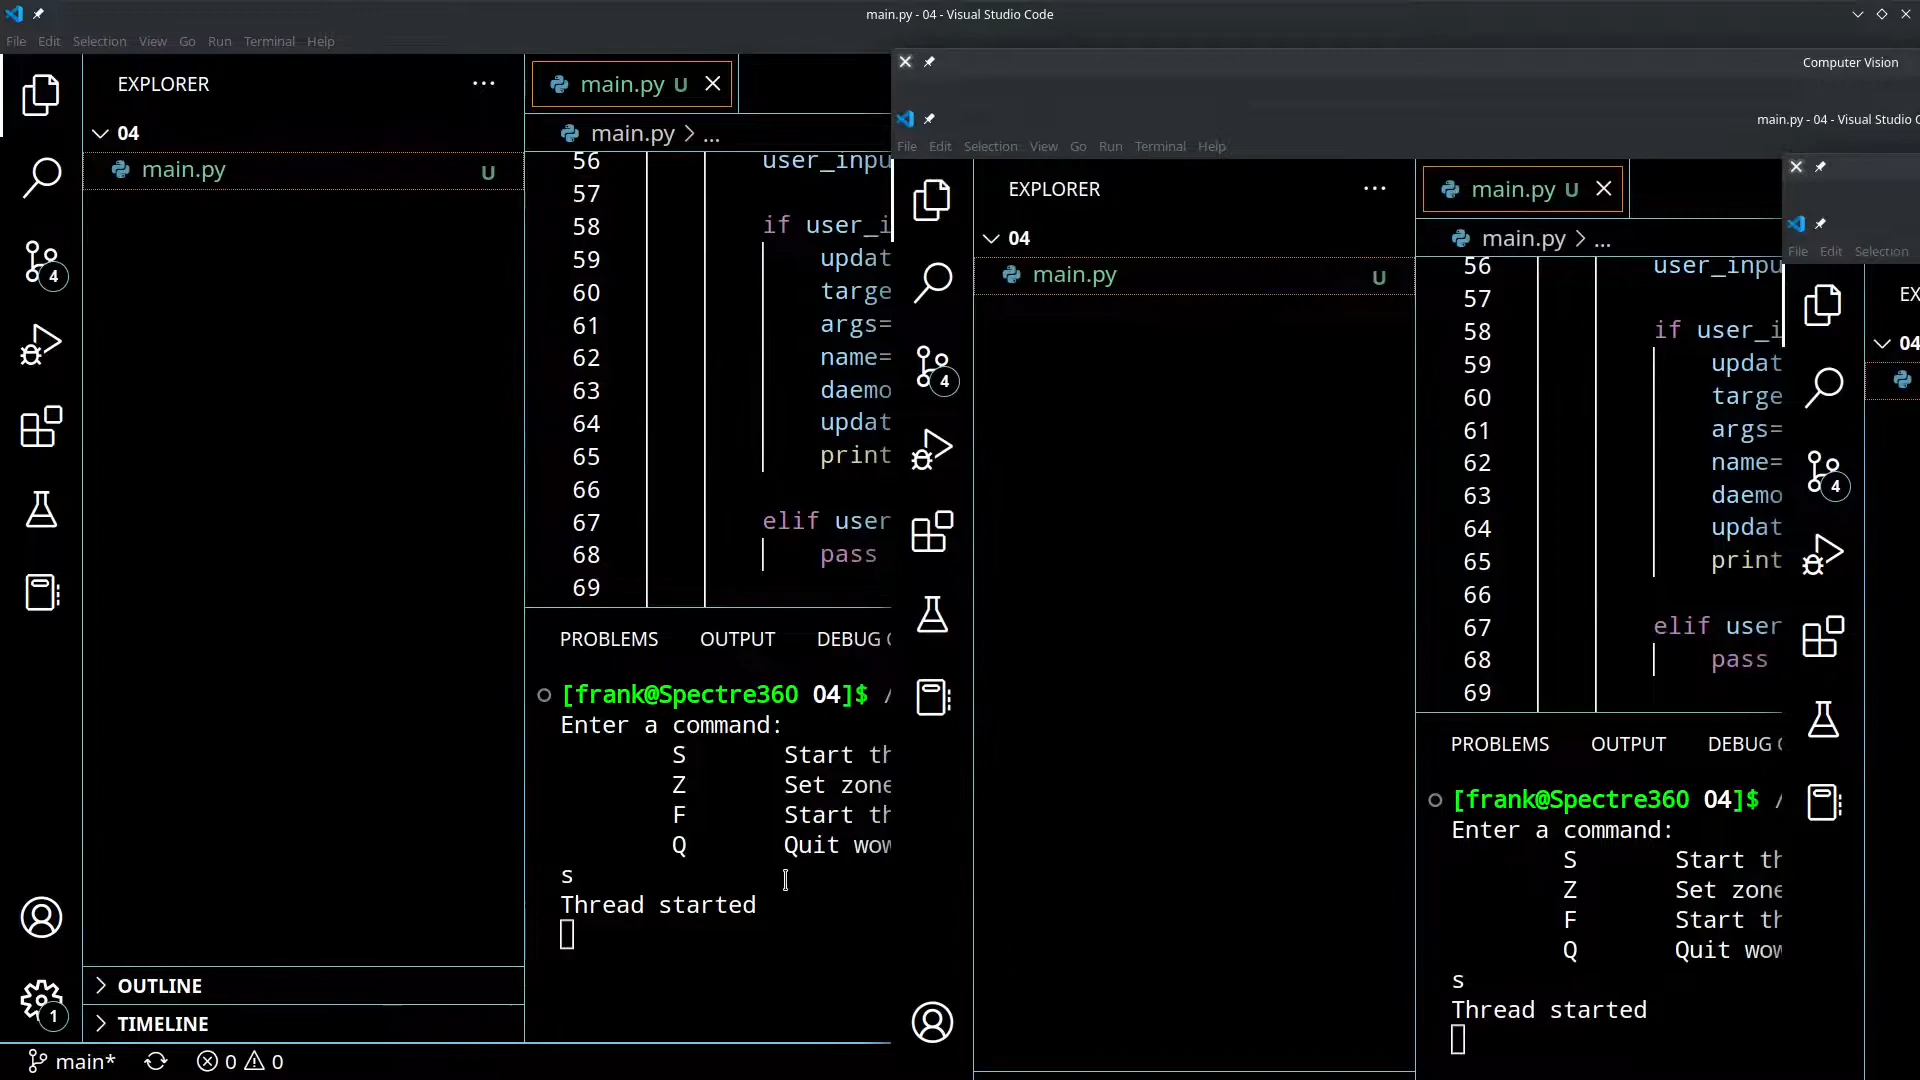 main.py - 04 - Visual Studio Code
File Edit Selection View Go Run Terminal Help
EXPLORER
04
main.py U
OUTLINE
TIMELINE
main* 0 0
4
1
main.py U
main.py > ...
56 user_inpu
57
58 if user_i
59 updat
60 targe
61 args=
62 name=
63 daemo
64 updat
65 print
66
67 elif user
68 pass
69
PROBLEMS OUTPUT DEBUG
[frank@Spectre360 04]$ /
Enter a command:
S Start th
Z Set zone
F Start th
Q Quit wow
s
Thread started
Computer Vision
main.py - 04 - Visual Studio C
File Edit Selection View Go Run Terminal Help
EXPLORER
04
main.py U
4
main.py U
main.py > ...
56 user_inpu
57
58 if user_i
59 updat
60 targe
61 args=
62 name=
63 daemo
64 updat
65 print
66
67 elif user
68 pass
69
PROBLEMS OUTPUT DEBUG
[frank@Spectre360 04]$ /
Enter a command:
S Start th
Z Set zone
F Start th
Q Quit wow
s
Thread started
File Edit Selection
EX
04
4